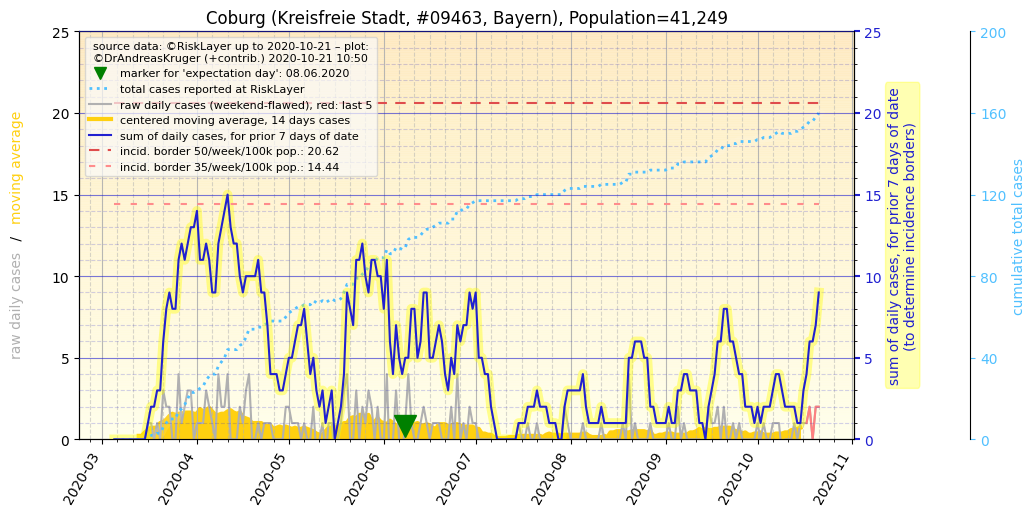 Coburg (Kreisfreie Stadt, #09463, Bayern), Population=41,249
source data: ©RiskLayer up to 2020-10-21 – plot:
©DrAndreasKruger (+contrib.) 2020-10-21 10:50
marker for 'expectation day': 08.06.2020
total cases reported at RiskLayer
raw daily cases (weekend-flawed), red: last 5
centered moving average, 14 days cases
sum of daily cases, for prior 7 days of date
incid. border 50/week/100k pop.: 20.62
incid. border 35/week/100k pop.: 14.44
raw daily cases / moving average
25
20
15
10
5
0
2020-03
2020-04
2020-05
2020-06
2020-07
2020-08
2020-09
2020-10
2020-11
25
20
15
10
5
0
sum of daily cases, for prior 7 days of date
(to determine incidence borders)
200
160
120
80
40
0
cumulative total cases